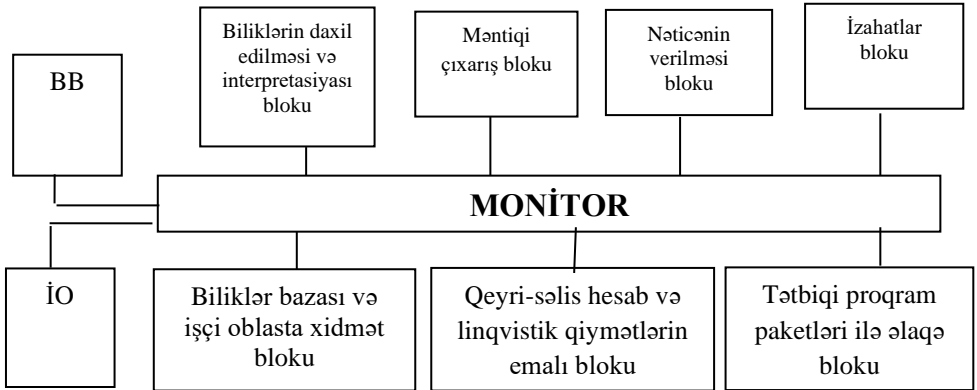 BB
Biliklərin daxil
edilməsi və
interpretasiyası
bloku
Məntiqi
çıxarış bloku
Nəticənin
verilməsi
bloku
İzahatlar
bloku
MONİTOR
İO
Biliklər bazası və
işçi oblasta xidmət
bloku
Qeyri-səlis hesab və
linqvistik qiymətlərin
emalı bloku
Tətbiqi proqram
paketləri ilə əlaqə
bloku